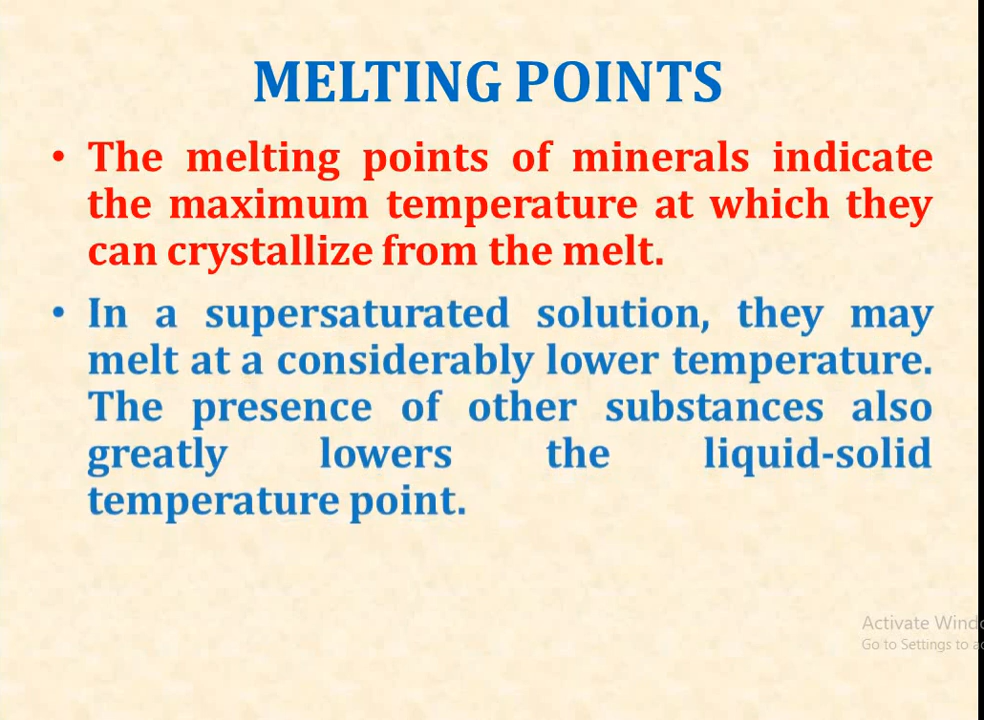 MELTING POINTS
• The melting points of minerals indicate
the maximum temperature at which they
can crystallize from the melt.
• In a supersaturated solution, they may
melt at a considerably lower temperature.
The presence of other substances also
greatly lowers the liquid-solid
temperature point.
Activate Wind
Go to Settings to a